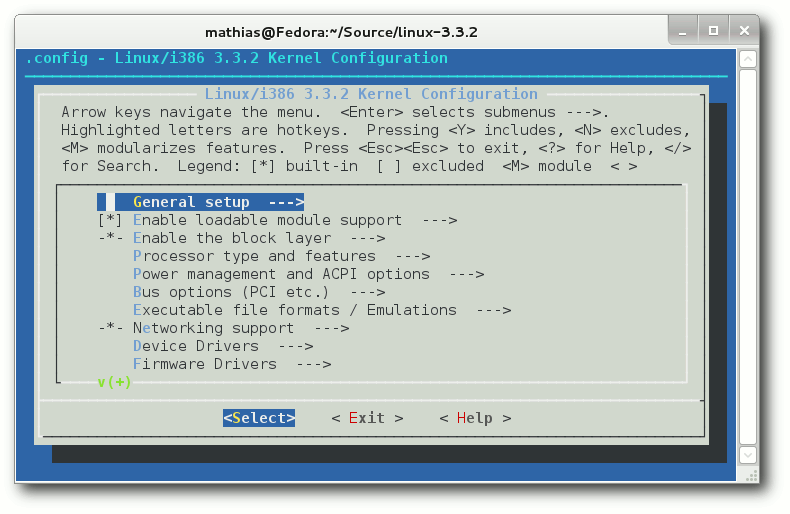 mathias@Fedora:~/Source/linux-3.3.2
.config - Linux/i386 3.3.2 Kernel Configuration
Linux/i386 3.3.2 Kernel Configuration
Arrow keys navigate the menu.  <Enter> selects submenus --->.
Highlighted letters are hotkeys.  Pressing <Y> includes, <N> excludes,
<M> modularizes features.  Press <Esc><Esc> to exit, <?> for Help, </>
for Search.  Legend: [*] built-in  [ ] excluded  <M> module  < >
General setup  --->
[*] Enable loadable module support  --->
-*- Enable the block layer  --->
Processor type and features  --->
Power management and ACPI options  --->
Bus options (PCI etc.)  --->
Executable file formats / Emulations  --->
-*- Networking support  --->
Device Drivers  --->
Firmware Drivers  --->
v(+)
<Select>    < Exit >    < Help >